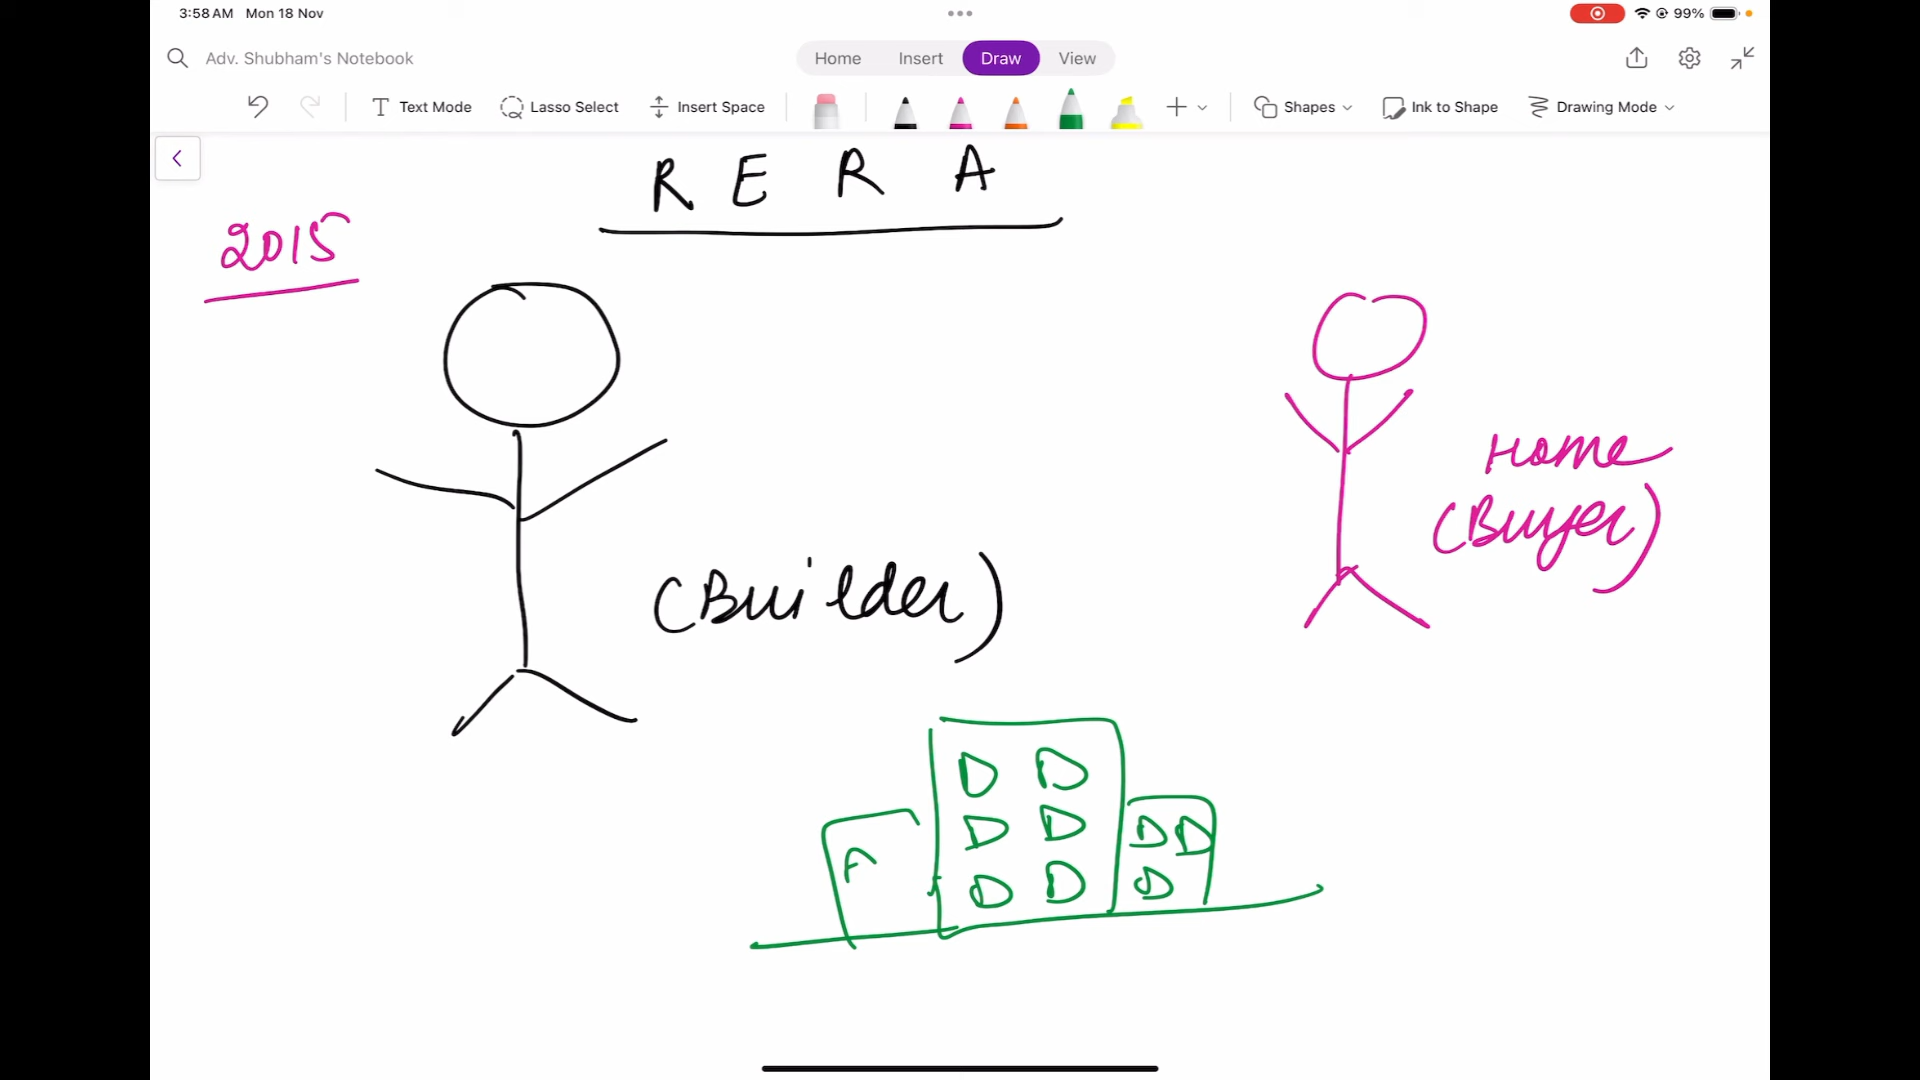 3:58 AM Mon 18 Nov
99%
Adv. Shubham's Notebook
Home Insert Draw View
Text Mode Lasso Select Insert Space Shapes Ink to Shape Drawing Mode
R E R A
2015
Home
(Buyer)
(Builder)
D D
D D D D
A D D D